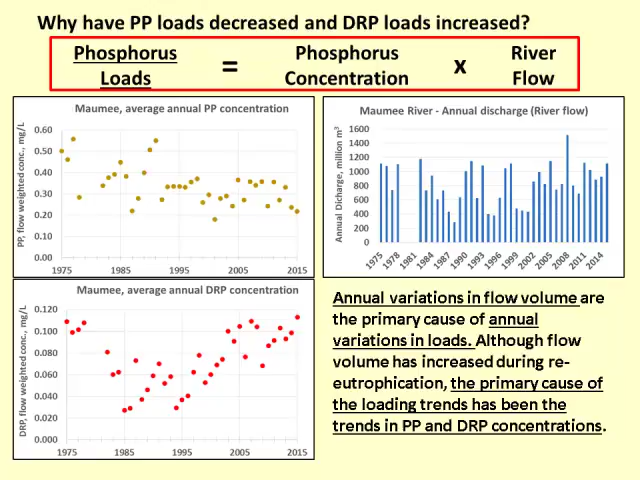 Why have PP loads decreased and DRP loads increased?
Phosphorus Loads = Phosphorus Concentration x River Flow
Maumee, average annual PP concentration
PP, flow weighted conc., mg/L
0.60
0.50
0.40
0.30
0.20
0.10
0.00
1975 1985 1995 2005 2015
Maumee River - Annual discharge (River flow)
Annual Dicharge, million m³
1600
1400
1200
1000
800
600
400
200
0
1975 1978 1981 1984 1987 1990 1993 1996 1999 2002 2005 2008 2011 2014
Maumee, average annual DRP concentration
DRP, flow weighted conc., mg/L
0.120
0.100
0.080
0.060
0.040
0.020
0.000
1975 1985 1995 2005 2015
Annual variations in flow volume are
the primary cause of annual
variations in loads. Although flow
volume has increased during re-
eutrophication, the primary cause of
the loading trends has been the
trends in PP and DRP concentrations.